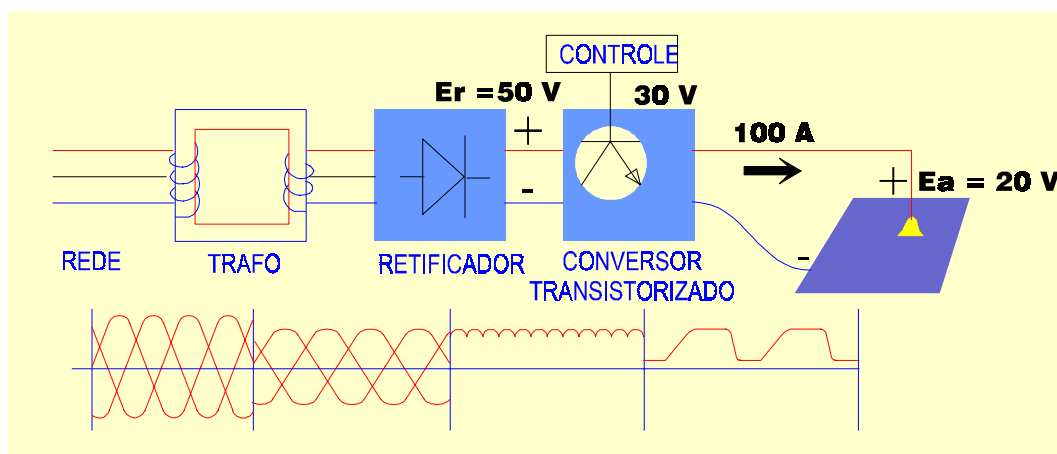 CONTROLE
Er =50 V
30 V
+
-
100 A
+
Ea = 20 V
-
REDE
TRAFO
RETIFICADOR
CONVERSOR
TRANSISTORIZADO